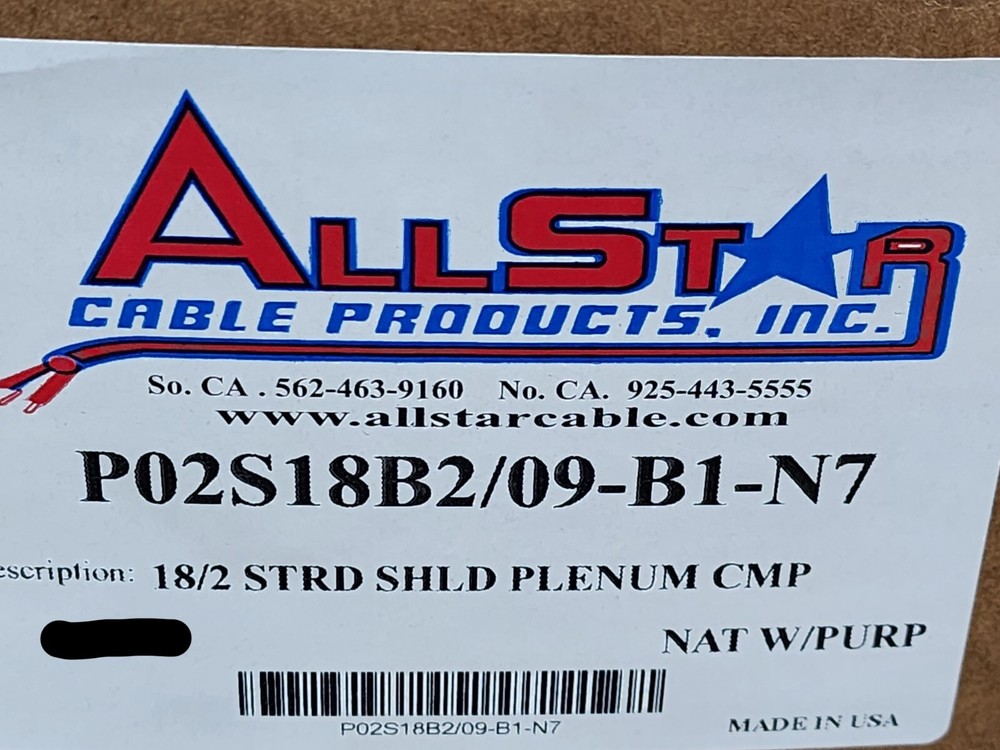 ALLSTAR
CABLE PRODUCTS, INC.
So. CA . 562-463-9160 No. CA. 925-443-5555
www.allstarcable.com
P02S18B2/09-B1-N7
escription: 18/2 STRD SHLD PLENUM CMP
NAT W/PURP
P02S18B2/09-B1-N7
MADE IN USA